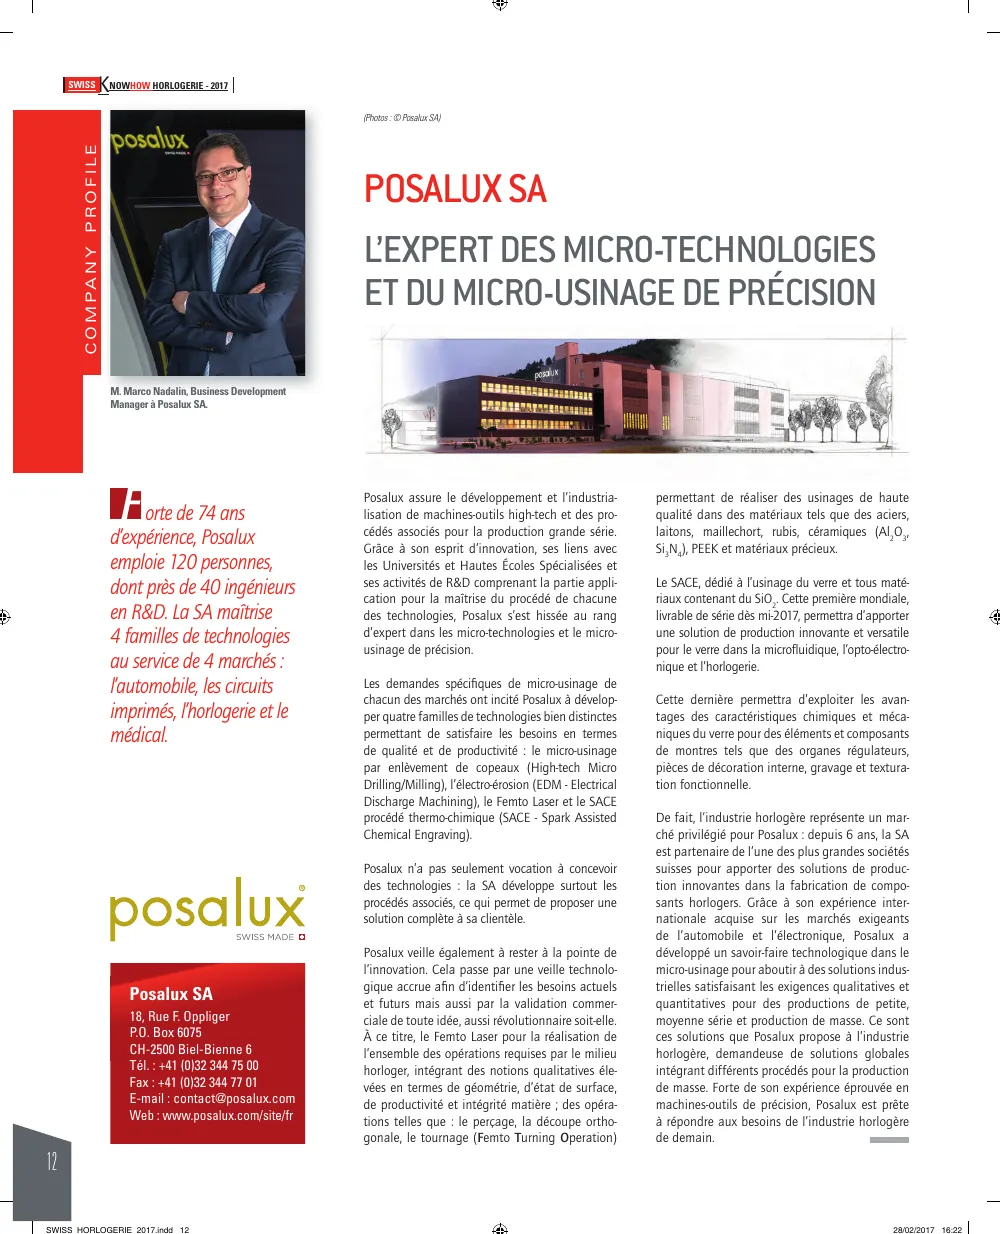 SWISS KNOWHOW HORLOGERIE - 2017
COMPANY PROFILE
posalux
SWISS MADE
M. Marco Nadalin, Business Development
Manager à Posalux SA.
(Photos : © Posalux SA)
POSALUX SA
L’EXPERT DES MICRO-TECHNOLOGIES
ET DU MICRO-USINAGE DE PRÉCISION
posalux
Forte de 74 ans
d’expérience, Posalux
emploie 120 personnes,
dont près de 40 ingénieurs
en R&D. La SA maîtrise
4 familles de technologies
au service de 4 marchés :
l’automobile, les circuits
imprimés, l’horlogerie et le
médical.
posalux®
SWISS MADE
Posalux SA
18, Rue F. Oppliger
P.O. Box 6075
CH-2500 Biel-Bienne 6
Tél. : +41 (0)32 344 75 00
Fax : +41 (0)32 344 77 01
E-mail : contact@posalux.com
Web : www.posalux.com/site/fr
Posalux assure le développement et l’industria-
lisation de machines-outils high-tech et des pro-
cédés associés pour la production grande série.
Grâce à son esprit d’innovation, ses liens avec
les Universités et Hautes Écoles Spécialisées et
ses activités de R&D comprenant la partie appli-
cation pour la maîtrise du procédé de chacune
des technologies, Posalux s’est hissée au rang
d’expert dans les micro-technologies et le micro-
usinage de précision.
Les demandes spécifiques de micro-usinage de
chacun des marchés ont incité Posalux à dévelop-
per quatre familles de technologies bien distinctes
permettant de satisfaire les besoins en termes
de qualité et de productivité : le micro-usinage
par enlèvement de copeaux (High-tech Micro
Drilling/Milling), l’électro-érosion (EDM - Electrical
Discharge Machining), le Femto Laser et le SACE
procédé thermo-chimique (SACE - Spark Assisted
Chemical Engraving).
Posalux n’a pas seulement vocation à concevoir
des technologies : la SA développe surtout les
procédés associés, ce qui permet de proposer une
solution complète à sa clientèle.
Posalux veille également à rester à la pointe de
l’innovation. Cela passe par une veille technolo-
gique accrue afin d’identifier les besoins actuels
et futurs mais aussi par la validation commer-
ciale de toute idée, aussi révolutionnaire soit-elle.
À ce titre, le Femto Laser pour la réalisation de
l’ensemble des opérations requises par le milieu
horloger, intégrant des notions qualitatives éle-
vées en termes de géométrie, d’état de surface,
de productivité et intégrité matière ; des opéra-
tions telles que : le perçage, la découpe ortho-
gonale, le tournage (Femto Turning Operation)
permettant de réaliser des usinages de haute
qualité dans des matériaux tels que des aciers,
laitons, maillechort, rubis, céramiques (Al2O3,
Si3N4), PEEK et matériaux précieux.
Le SACE, dédié à l’usinage du verre et tous maté-
riaux contenant du SiO2. Cette première mondiale,
livrable de série dès mi-2017, permettra d’apporter
une solution de production innovante et versatile
pour le verre dans la microfluidique, l’opto-électro-
nique et l’horlogerie.
Cette dernière permettra d’exploiter les avan-
tages des caractéristiques chimiques et méca-
niques du verre pour des éléments et composants
de montres tels que des organes régulateurs,
pièces de décoration interne, gravage et textura-
tion fonctionnelle.
De fait, l’industrie horlogère représente un mar-
ché privilégié pour Posalux : depuis 6 ans, la SA
est partenaire de l’une des plus grandes sociétés
suisses pour apporter des solutions de produc-
tion innovantes dans la fabrication de compo-
sants horlogers. Grâce à son expérience inter-
nationale acquise sur les marchés exigeants
de l’automobile et l’électronique, Posalux a
développé un savoir-faire technologique dans le
micro-usinage pour aboutir à des solutions indus-
trielles satisfaisant les exigences qualitatives et
quantitatives pour des productions de petite,
moyenne série et production de masse. Ce sont
ces solutions que Posalux propose à l’industrie
horlogère, demandeuse de solutions globales
intégrant différents procédés pour la production
de masse. Forte de son expérience éprouvée en
machines-outils de précision, Posalux est prête
à répondre aux besoins de l’industrie horlogère
de demain.
12
SWISS HORLOGERIE 2017.indd 12
28/02/2017 16:22